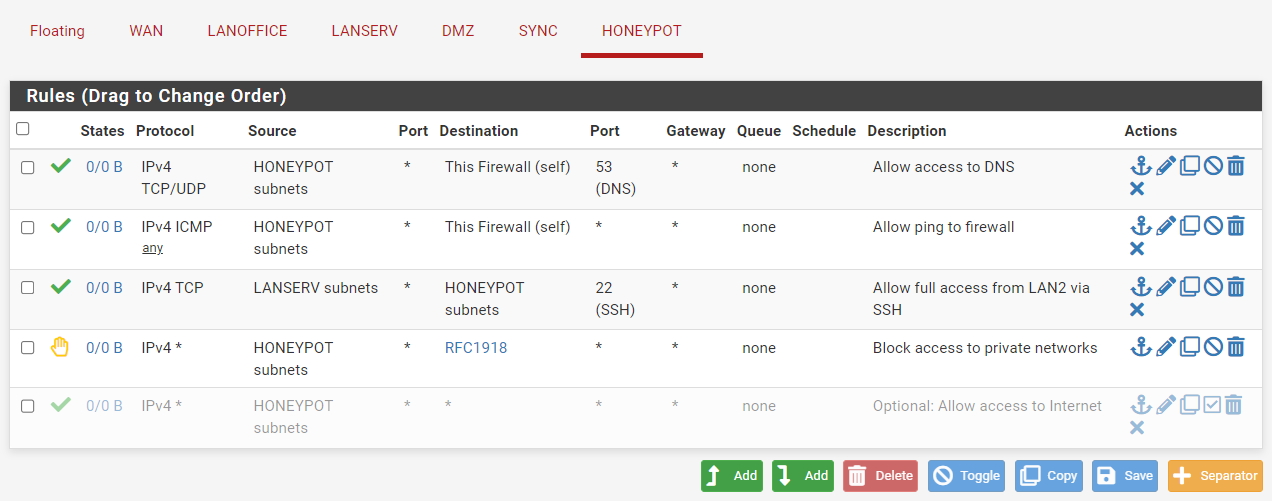 Floating WAN LANOFFICE LANSERV DMZ SYNC HONEYPOT
Rules (Drag to Change Order)
States Protocol Source Port Destination Port Gateway Queue Schedule Description Actions
0/0 B IPv4 HONEYPOT * This Firewall (self) 53 * none Allow access to DNS
TCP/UDP subnets (DNS)
0/0 B IPv4 ICMP HONEYPOT * This Firewall (self) * * none Allow ping to firewall
any subnets
0/0 B IPv4 TCP LANSERV subnets * HONEYPOT 22 * none Allow full access from LAN2 via
subnets (SSH) SSH
0/0 B IPv4 * HONEYPOT * RFC1918 * * none Block access to private networks
subnets
0/0 B IPv4 * HONEYPOT * * * * none Optional: Allow access to Internet
subnets
Add Add Delete Toggle Copy Save Separator